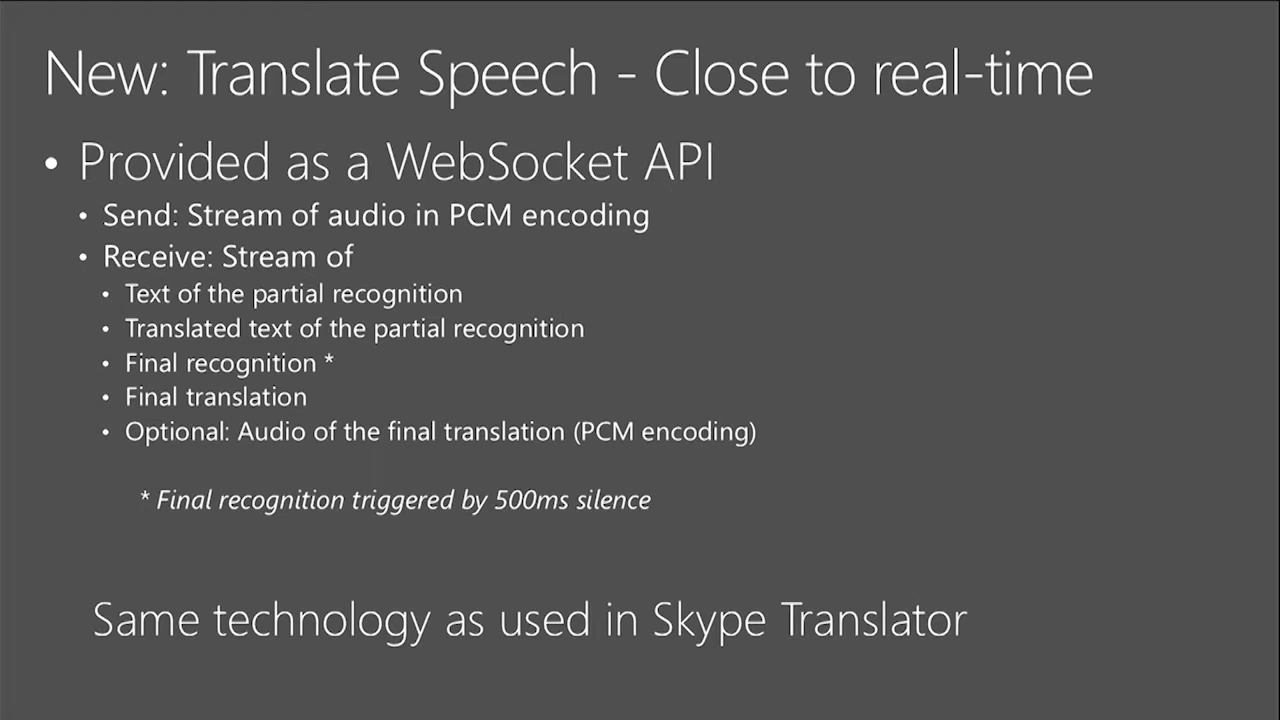 New: Translate Speech - Close to real-time
• Provided as a WebSocket API
• Send: Stream of audio in PCM encoding
• Receive: Stream of
• Text of the partial recognition
• Translated text of the partial recognition
• Final recognition *
• Final translation
• Optional: Audio of the final translation (PCM encoding)
* Final recognition triggered by 500ms silence
Same technology as used in Skype Translator